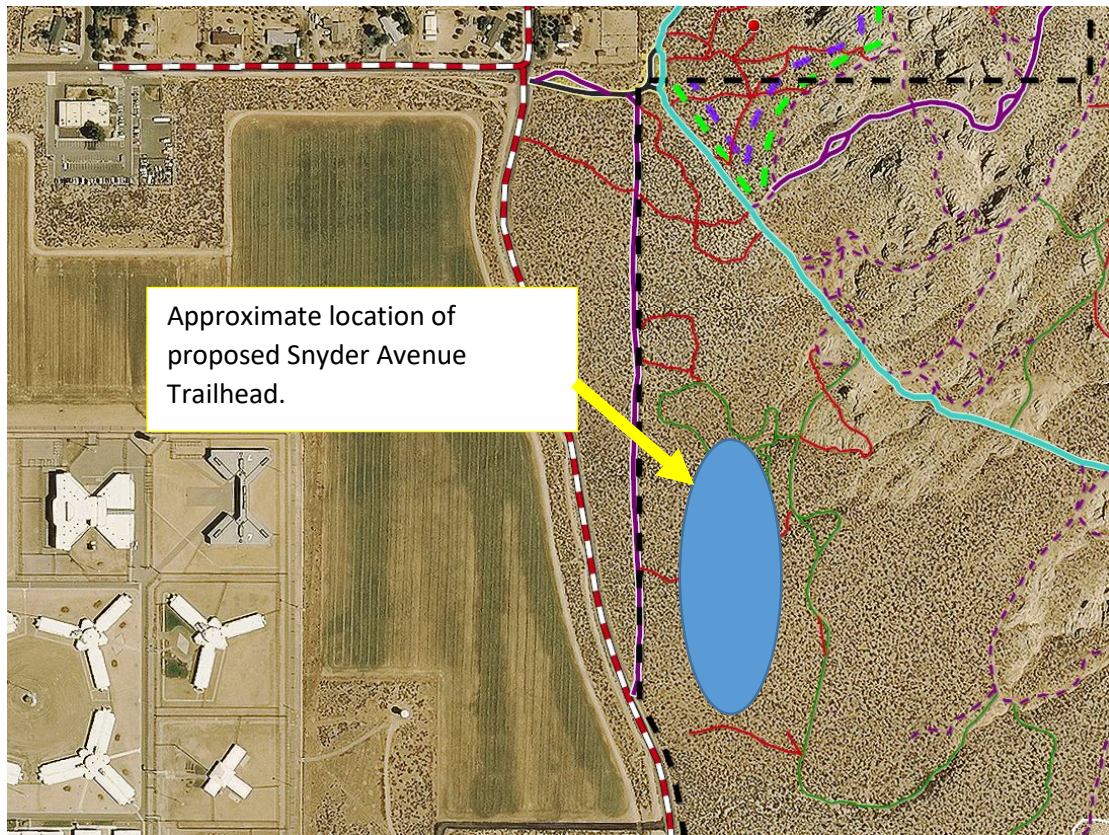 Approximate location of
proposed Snyder Avenue
Trailhead.